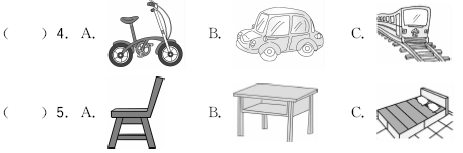 (    ) 4. A. B. C.
(    ) 5. A. B. C.